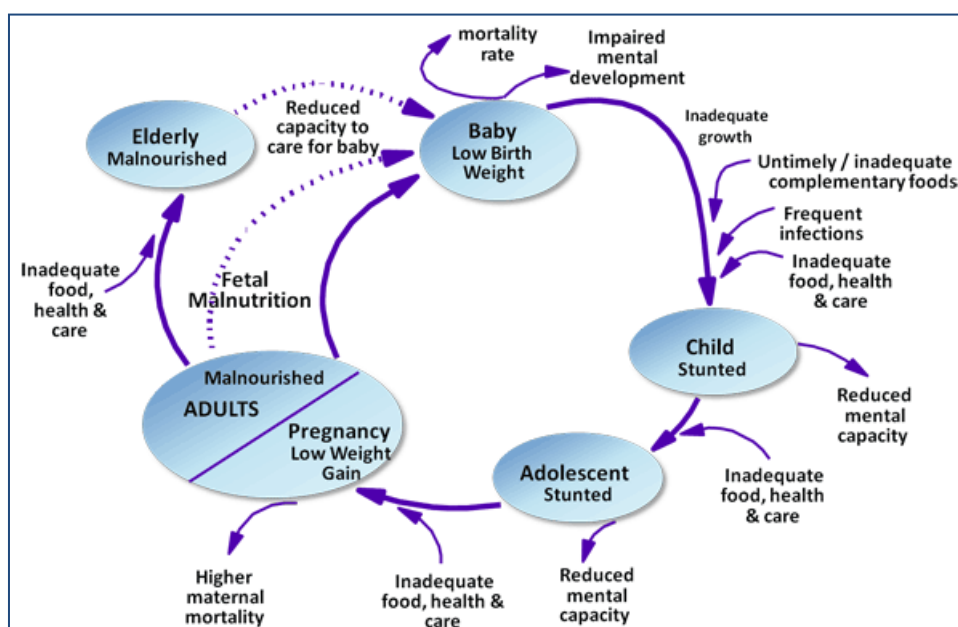 mortality
rate
Impaired
mental
development
Elderly
Malnourished
Reduced
capacity to
care for baby
Baby
Low Birth
Weight
Inadequate
growth
Untimely / inadequate
complementary foods
Frequent
infections
Inadequate
food, health
& care
Inadequate
food,
health &
care
Fetal
Malnutrition
Child
Stunted
Reduced
mental
capacity
Malnourished
ADULTS
Pregnancy
Low Weight
Gain
Adolescent
Stunted
Inadequate
food, health
& care
Higher
maternal
mortality
Inadequate
food, health &
care
Reduced
mental
capacity